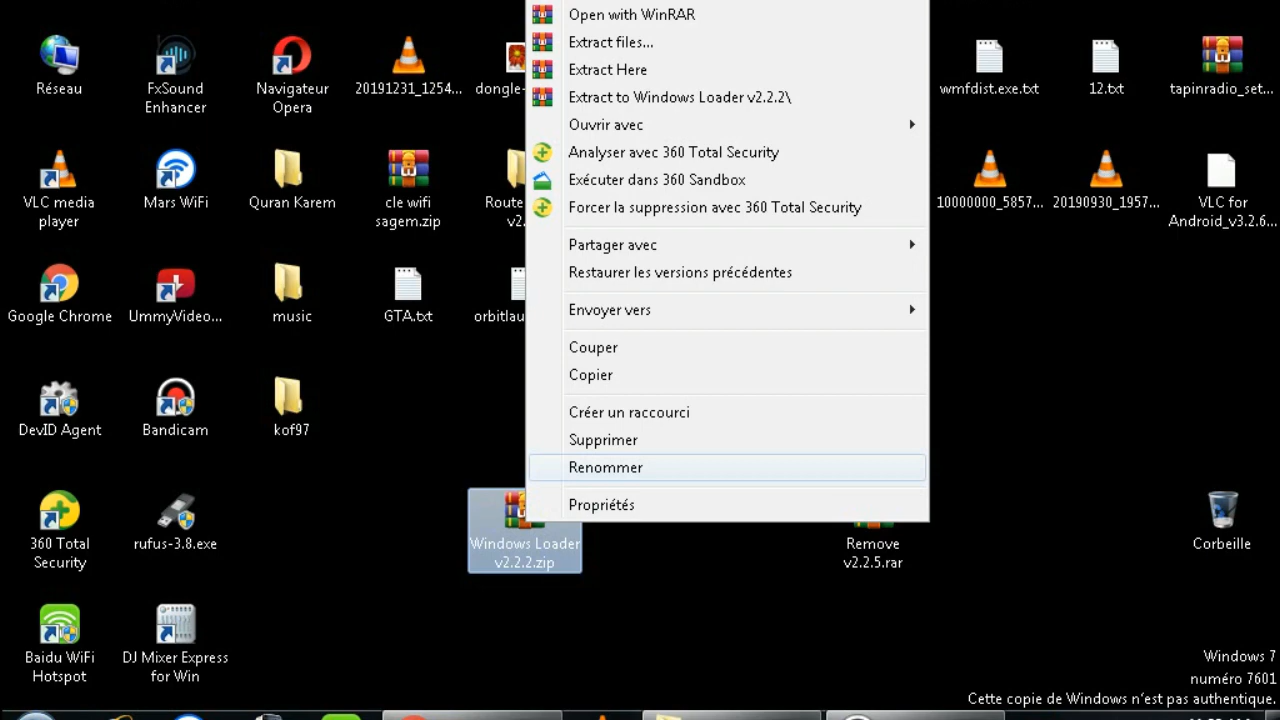 Réseau
FxSound
Enhancer
Navigateur
Opera
20191231_1254...
dongle-
wmfdist.exe.txt
12.txt
tapinradio_set...
VLC media
player
Mars WiFi
Quran Karem
cle wifi
sagem.zip
Route
v2.
10000000_5857...
20190930_1957...
VLC for
Android_v3.2.6...
Google Chrome
UmmyVideo...
music
GTA.txt
orbitlau
DevID Agent
Bandicam
kof97
360 Total
Security
rufus-3.8.exe
Windows Loader
v2.2.2.zip
Remove
v2.2.5.rar
Corbeille
Baidu WiFi
Hotspot
DJ Mixer Express
for Win
Open with WinRAR
Extract files...
Extract Here
Extract to Windows Loader v2.2.2\
Ouvrir avec
Analyser avec 360 Total Security
Exécuter dans 360 Sandbox
Forcer la suppression avec 360 Total Security
Partager avec
Restaurer les versions précédentes
Envoyer vers
Couper
Copier
Créer un raccourci
Supprimer
Renommer
Propriétés
Windows 7
numéro 7601
Cette copie de Windows n'est pas authentique.